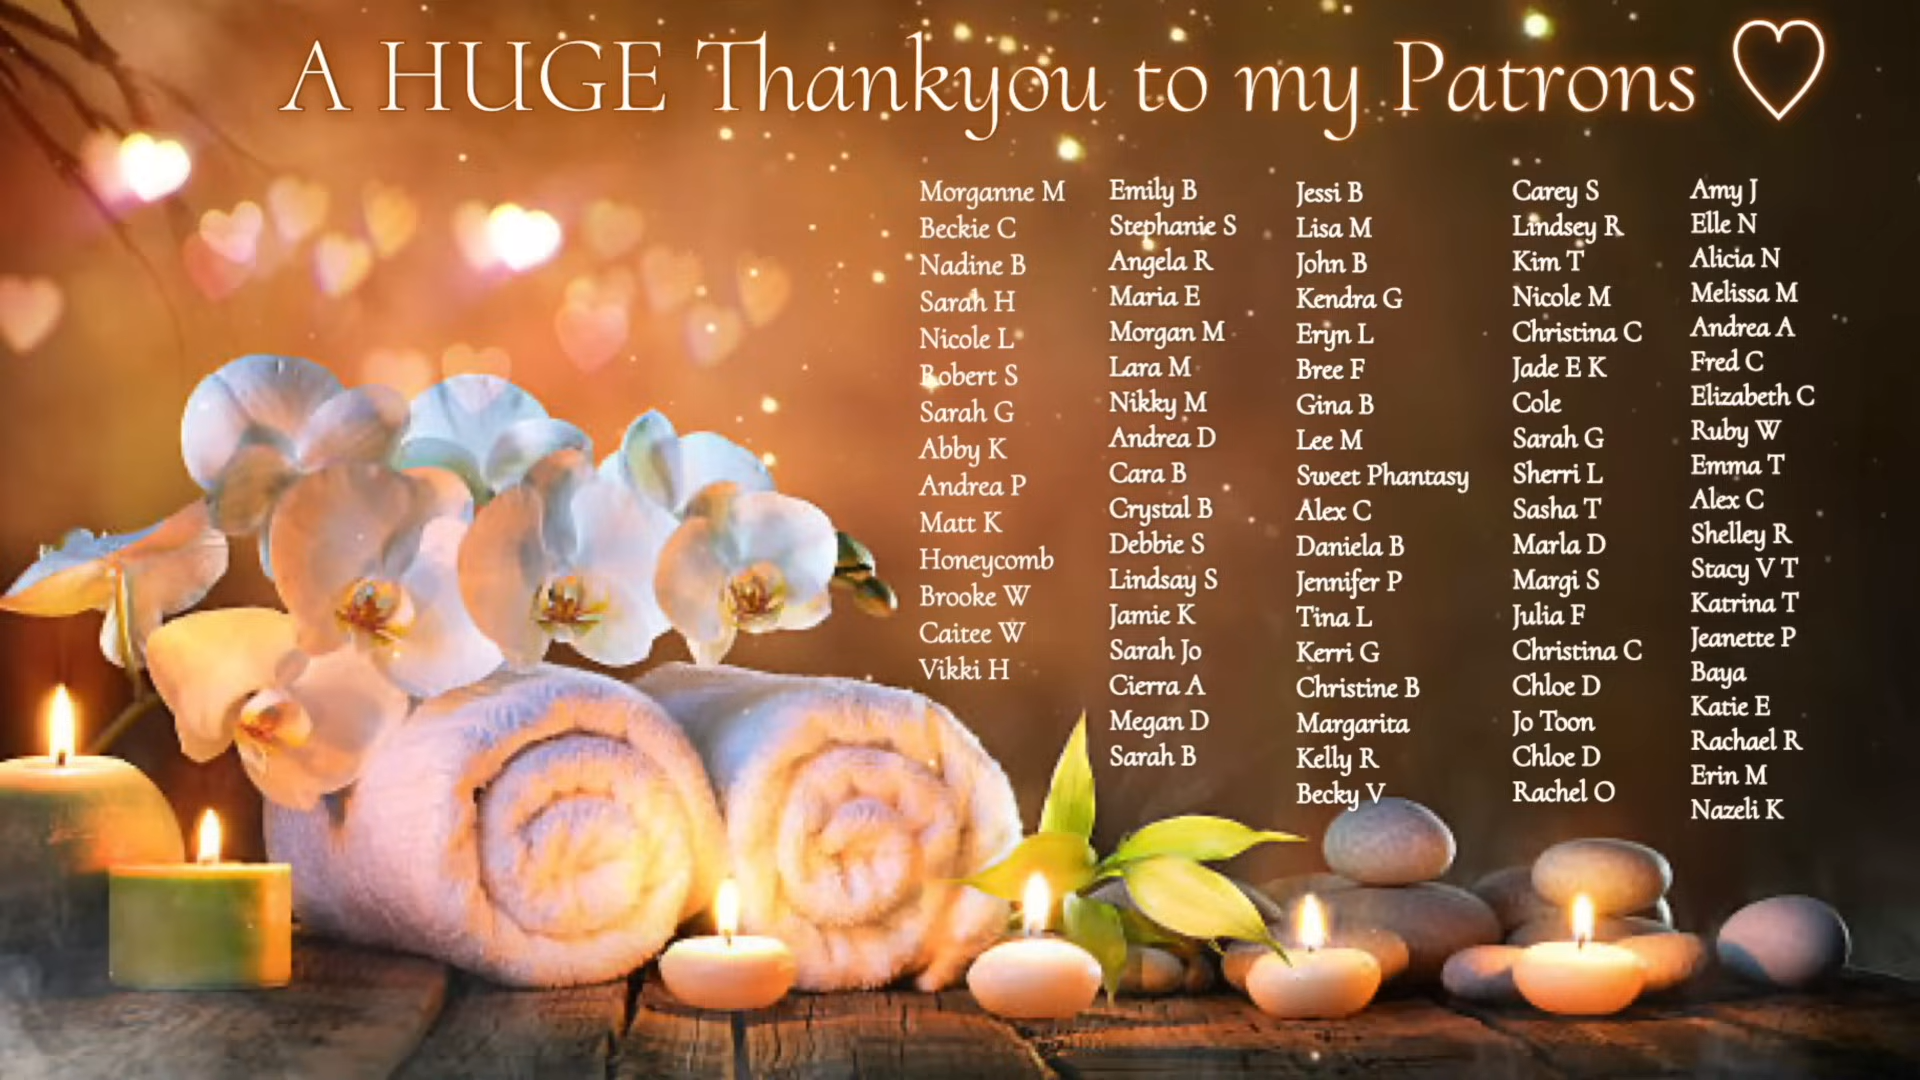 A HUGE Thankyou to my Patrons ♡
Morganne M
Beckie C
Nadine B
Sarah H
Nicole L
Robert S
Sarah G
Abby K
Andrea P
Matt K
Honeycomb
Brooke W
Caitee W
Vikki H
Emily B
Stephanie S
Angela R
Maria E
Morgan M
Lara M
Nikky M
Andrea D
Cara B
Crystal B
Debbie S
Lindsay S
Jamie K
Sarah Jo
Cierra A
Megan D
Sarah B
Jessi B
Lisa M
John B
Kendra G
Eryn L
Bree F
Gina B
Lee M
Sweet Phantasy
Alex C
Daniela B
Jennifer P
Tina L
Kerri G
Christine B
Margarita
Kelly R
Becky V
Carey S
Lindsey R
Kim T
Nicole M
Christina C
Jade E K
Cole
Sarah G
Sherri L
Sasha T
Marla D
Margi S
Julia F
Christina C
Chloe D
Jo Toon
Chloe D
Rachel O
Amy J
Elle N
Alicia N
Melissa M
Andrea A
Fred C
Elizabeth C
Ruby W
Emma T
Alex C
Shelley R
Stacy V T
Katrina T
Jeanette P
Baya
Katie E
Rachael R
Erin M
Nazeli K